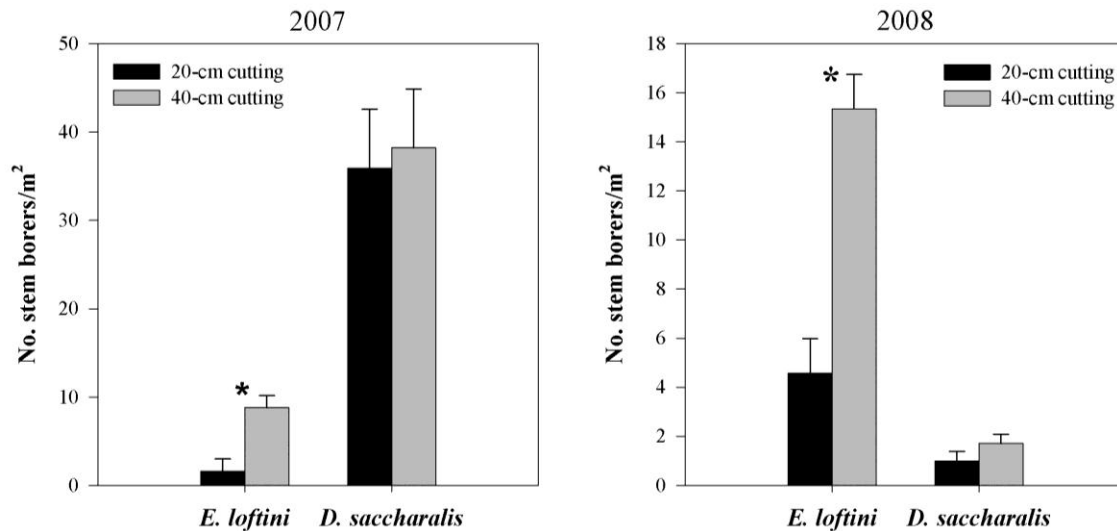 2007
No. stem borers/m²
50
40
30
20
10
0
20-cm cutting
40-cm cutting
*
E. loftini D. saccharalis
2008
No. stem borers/m²
18
16
14
12
10
8
6
4
2
0
20-cm cutting
40-cm cutting
*
E. loftini D. saccharalis